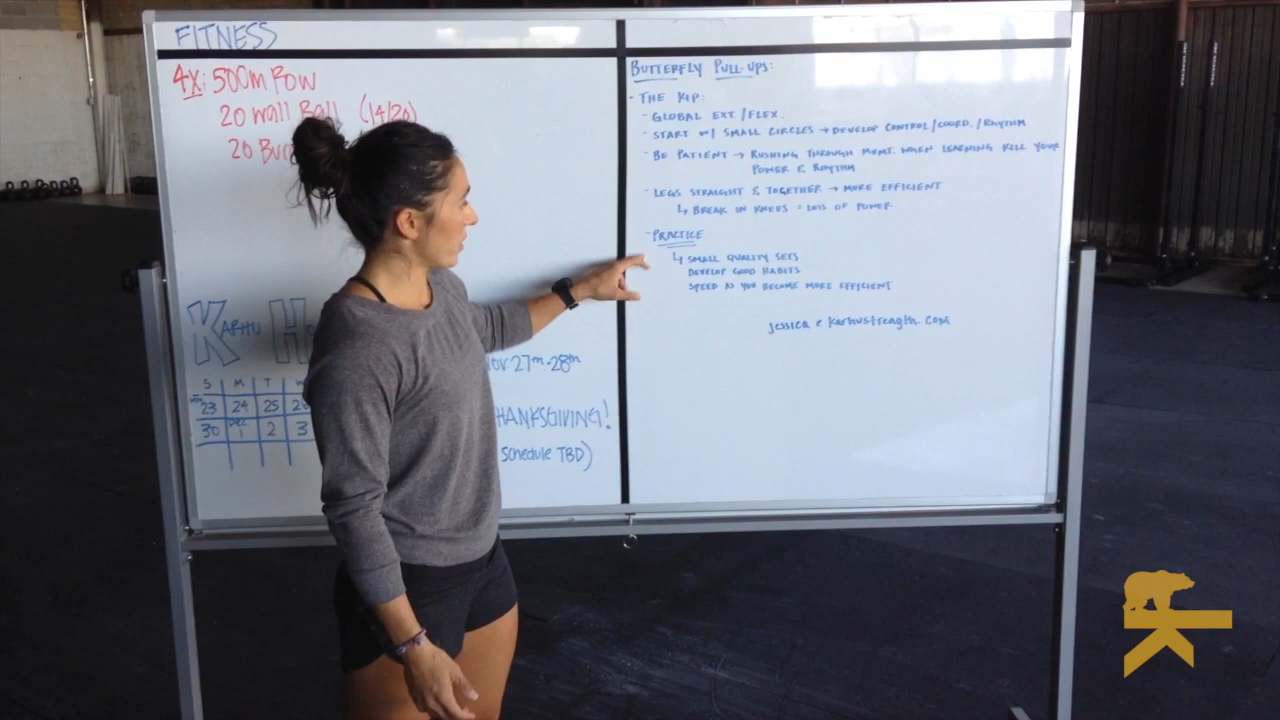 FITNESS
4X: 500m Row
20 Wall Ball (14/20)
20
KARHU
NOV. 27TH-28TH
S M T W
23 24 25 26
30 DEC 1 2 3
THANKSGIVING!
schedule TBD)
BUTTERFLY PULL-UPS:
- THE KIP:
- GLOBAL EXT./FLEX.
- START w/ SMALL CIRCLES → DEVELOP CONTROL/COORD./RHYTHM
- BE PATIENT → RUSHING THROUGH MVMT. WHEN LEARNING KILL YOUR
POWER & RHYTHM
- LEGS STRAIGHT & TOGETHER → MORE EFFICIENT
↳ BREAK IN KNEES = LOSS OF POWER.
- PRACTICE
↳ SMALL QUALITY SETS
DEVELOP GOOD HABITS
SPEED AS YOU BECOME MORE EFFICIENT
jessica e karhustrength.com